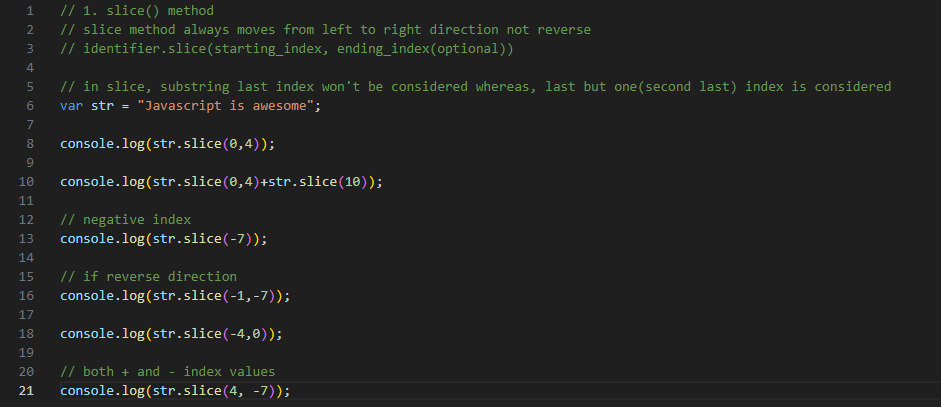 1 // 1. slice() method
2 // slice method always moves from left to right direction not reverse
3 // identifier.slice(starting_index, ending_index(optional))
4
5 // in slice, substring last index won't be considered whereas, last but one(second last) index is considered
6 var str = "Javascript is awesome";
7
8 console.log(str.slice(0,4));
9
10 console.log(str.slice(0,4)+str.slice(10));
11
12 // negative index
13 console.log(str.slice(-7));
14
15 // if reverse direction
16 console.log(str.slice(-1,-7));
17
18 console.log(str.slice(-4,0));
19
20 // both + and - index values
21 console.log(str.slice(4, -7));